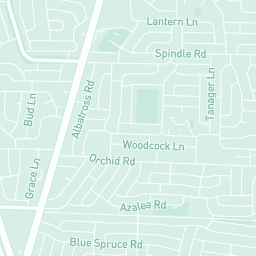 Lantern Ln
Spindle Rd
Tanager Ln
Albatross Rd
Bud Ln
Woodcock Ln
Orchid Rd
Grace Ln
Azalea Rd
Blue Spruce Rd